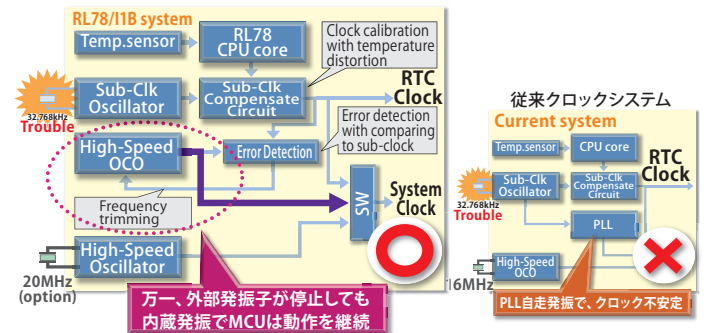 RL78/I1B system
Temp.sensor
RL78
CPU core
Clock calibration
with temperature
distortion
Sub-Clk
Oscillator
Sub-Clk
Compensate
Circuit
RTC
Clock
32.768kHz
Trouble
High-Speed
OCO
Error Detection
Error detection
with comparing
to sub-clock
Frequency
trimming
SW
System
Clock
High-Speed
Oscillator
20MHz
(option)
万一、外部発振子が停止しても
内蔵発振でMCUは動作を継続
従来クロックシステム
Current system
Temp.sensor
CPU core
RTC
Clock
Sub-Clk
Oscillator
Sub-Clk
Compensate
Circuit
32.768kHz
Trouble
PLL
High-Speed
OCO
16MHz
PLL自走発振で、クロック不安定